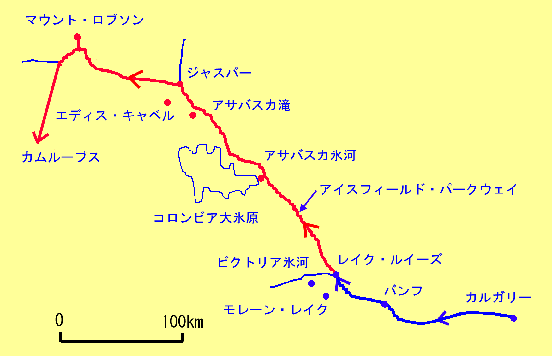 マウント・ロブソン
ジャスパー
アサバスカ滝
エディス・キャベル
カムループス
アサバスカ氷河
アイスフィールド・パークウェイ
コロンビア大氷原
ビクトリア氷河
レイク・ルイーズ
バンフ
カルガリー
モレーン・レイク
0 100km